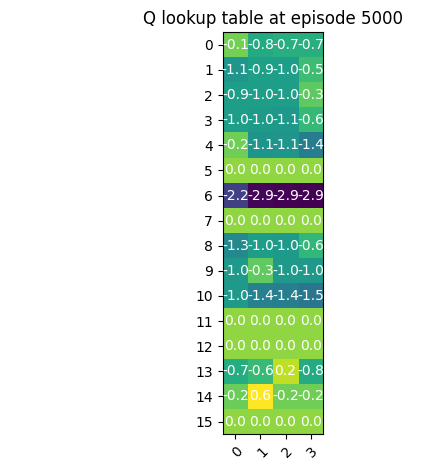 Q lookup table at episode 5000
0 -0.1 -0.8 -0.7 -0.7
1 -1.1 -0.9 -1.0 -0.5
2 -0.9 -1.0 -1.0 -0.3
3 -1.0 -1.0 -1.1 -0.6
4 -0.2 -1.1 -1.1 -1.4
5 0.0 0.0 0.0 0.0
6 -2.2 -2.9 -2.9 -2.9
7 0.0 0.0 0.0 0.0
8 -1.3 -1.0 -1.0 -0.6
9 -1.0 -0.3 -1.0 -1.0
10 -1.0 -1.4 -1.4 -1.5
11 0.0 0.0 0.0 0.0
12 0.0 0.0 0.0 0.0
13 -0.7 -0.6 0.2 -0.8
14 -0.2 0.6 -0.2 -0.2
15 0.0 0.0 0.0 0.0
0 1 2 3